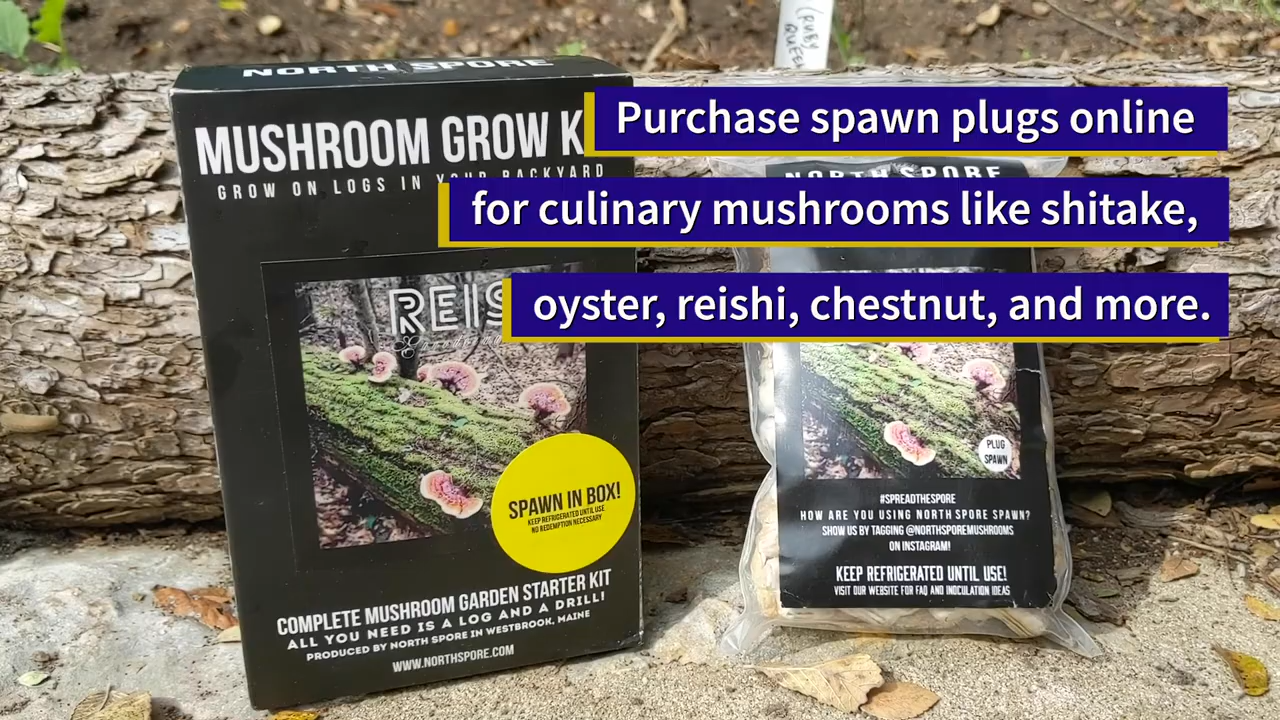 (RUBY
QUEEN
NORTH SPORE
MUSHROOM GROW K
GROW ON LOGS IN YOUR BACKYARD
REIS
SPAWN IN BOX!
KEEP REFRIGERATED UNTIL USE
NO REDEMPTION NECESSARY
COMPLETE MUSHROOM GARDEN STARTER KIT
ALL YOU NEED IS A LOG AND A DRILL!
PRODUCED BY NORTH SPORE IN WESTBROOK, MAINE
WWW.NORTHSPORE.COM
Purchase spawn plugs online
for culinary mushrooms like shitake,
oyster, reishi, chestnut, and more.
NORTH SPORE
PLUG
SPAWN
#SPREADTHESPORE
HOW ARE YOU USING NORTH SPORE SPAWN?
SHOW US BY TAGGING @NORTHSPOREMUSHROOMS
ON INSTAGRAM!
KEEP REFRIGERATED UNTIL USE!
VISIT OUR WEBSITE FOR FAQ AND INOCULATION IDEAS